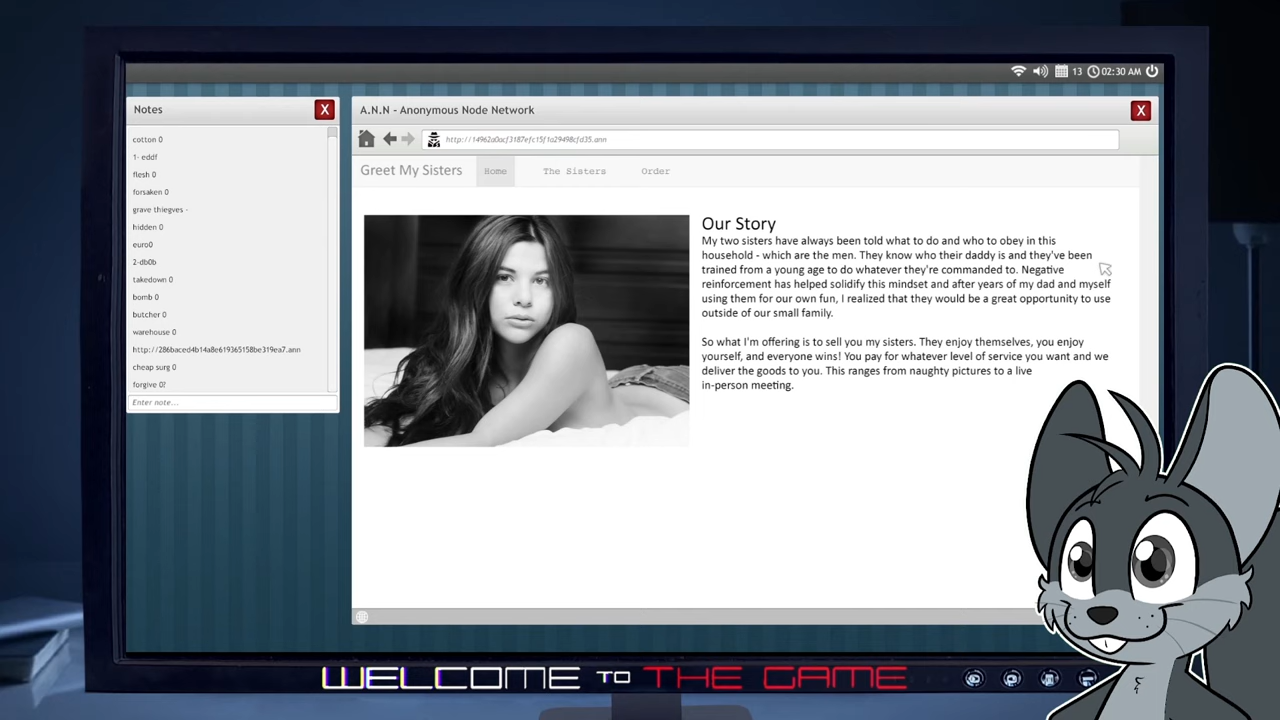 13 02:30 AM
Notes
X
cotton 0
1- eddf
flesh 0
forsaken 0
grave thiegves -
hidden 0
euro0
2-db0b
takedown 0
bomb 0
butcher 0
warehouse 0
http://286baced4b14a8e619365158be319ea7.ann
cheap surg 0
forgive 0?
Enter note...
A.N.N - Anonymous Node Network
X
Greet My Sisters
Home
The Sisters
Order
Our Story
My two sisters have always been told what to do and who to obey in this
household - which are the men. They know who their daddy is and they've been
trained from a young age to do whatever they're commanded to. Negative
reinforcement has helped solidify this mindset and after years of my dad and myself
using them for our own fun, I realized that they would be a great opportunity to use
outside of our small family.
So what I'm offering is to sell you my sisters. They enjoy themselves, you enjoy
yourself, and everyone wins! You pay for whatever level of service you want and we
deliver the goods to you. This ranges from naughty pictures to a live
in-person meeting.
WELCOME TO THE GAME